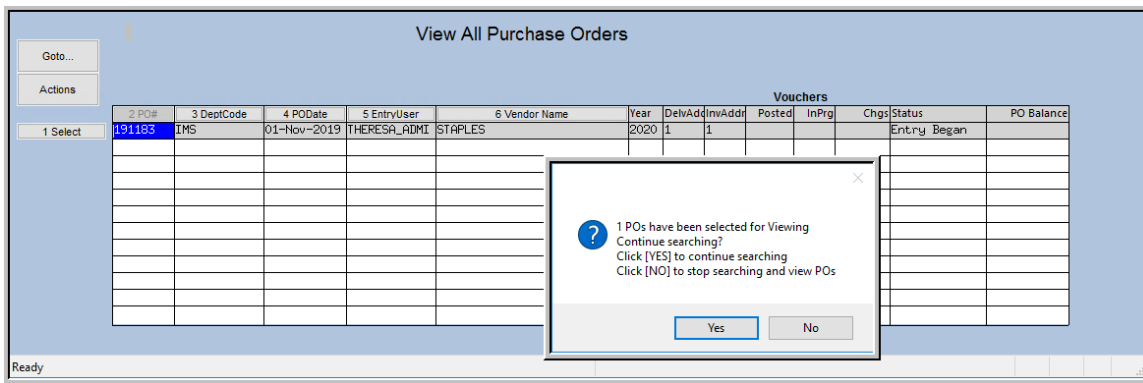 View All Purchase Orders
Goto...
Actions
Vouchers
2 PO# 3 DeptCode 4 PODate 5 EntryUser 6 Vendor Name Year DelvAdd InvAddr Posted InPrg Chgs Status PO Balance
1 Select 191183 IMS 01-Nov-2019 THERESA_ADMI STAPLES 2020 1 1 Entry Began
1 POs have been selected for Viewing
Continue searching?
Click [YES] to continue searching
Click [NO] to stop searching and view POs
Yes No
Ready